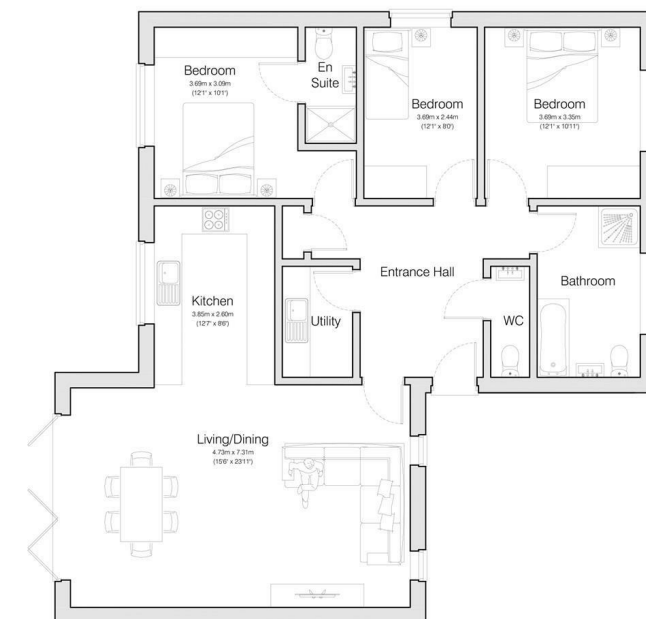 Bedroom
3.69m x 3.09m
(12'1" x 10'1")
En
Suite
Bedroom
3.69m x 2.44m
(12'1" x 8'0")
Bedroom
3.69m x 3.35m
(12'1" x 10'11")
Entrance Hall
Bathroom
Kitchen
3.85m x 2.60m
(12'7" x 8'6")
Utility
WC
Living/Dining
4.73m x 7.31m
(15'6" x 23'11")